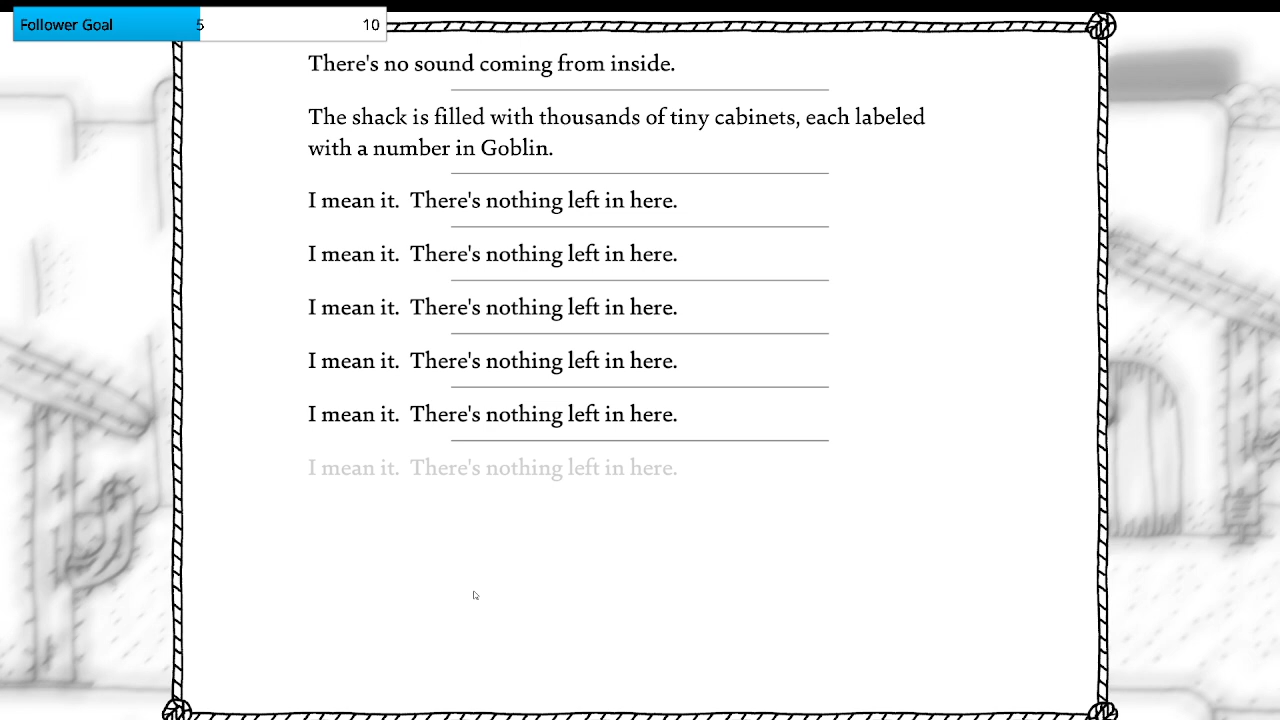 Follower Goal 5 10
There's no sound coming from inside.
The shack is filled with thousands of tiny cabinets, each labeled
with a number in Goblin.
I mean it. There's nothing left in here.
I mean it. There's nothing left in here.
I mean it. There's nothing left in here.
I mean it. There's nothing left in here.
I mean it. There's nothing left in here.
I mean it. There's nothing left in here.